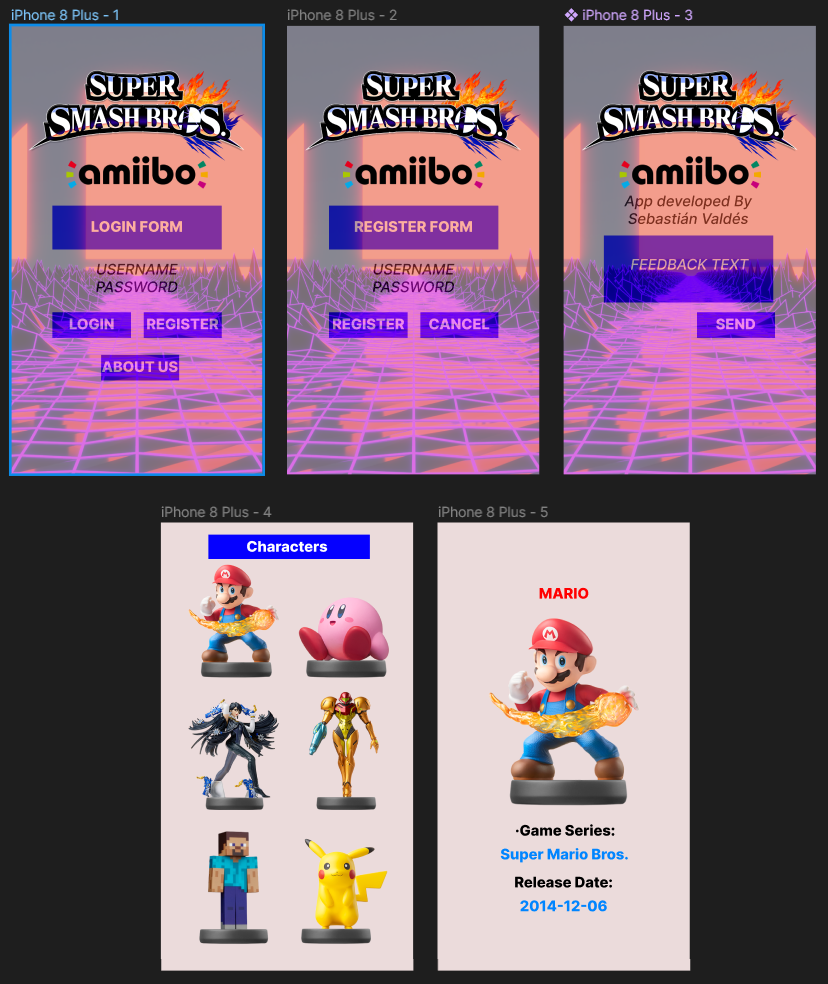 iPhone 8 Plus - 1
SUPER
SMASH BROS.
amiibo
LOGIN FORM
USERNAME
PASSWORD
LOGIN
REGISTER
ABOUT US
iPhone 8 Plus - 2
SUPER
SMASH BROS.
amiibo
REGISTER FORM
USERNAME
PASSWORD
REGISTER
CANCEL
iPhone 8 Plus - 3
SUPER
SMASH BROS.
amiibo
App developed By
Sebastián Valdés
FEEDBACK TEXT
SEND
iPhone 8 Plus - 4
Characters
M
iPhone 8 Plus - 5
MARIO
M
·Game Series:
Super Mario Bros.
Release Date:
2014-12-06